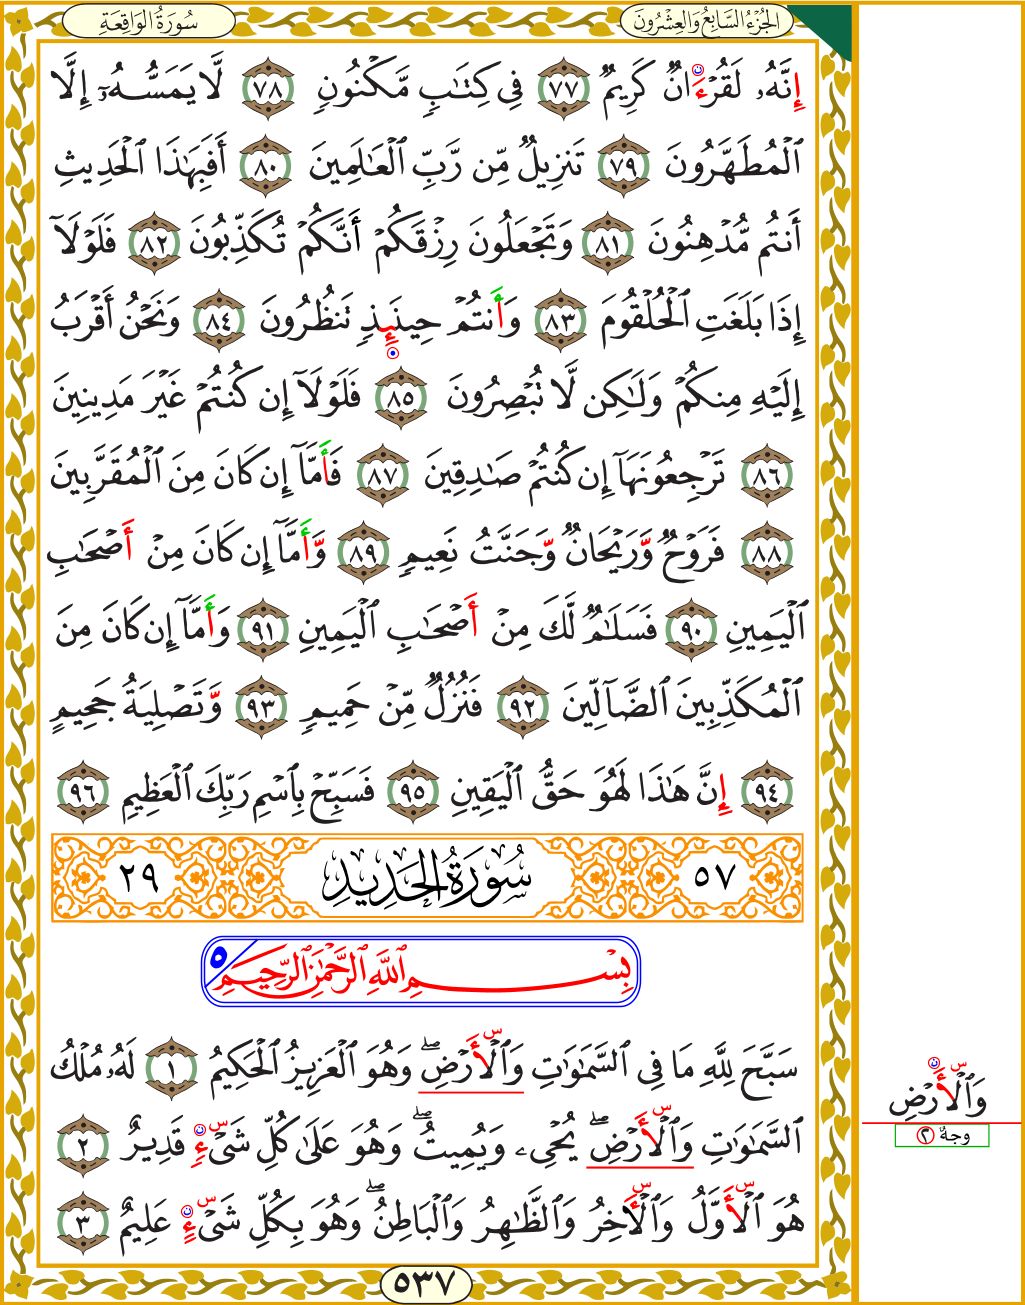 سُورَةُ الوَاقِعَةِ
الجُزْءُ السَّابِعُ وَالعِشْرُونَ
إِنَّهُۥ لَقُرْءَانٌ كَرِيمٌ ٧٧ فِي كِتَٰبٍ مَّكْنُونٍ ٧٨ لَّا يَمَسُّهُۥٓ إِلَّا
ٱلْمُطَهَّرُونَ ٧٩ تَنزِيلٌ مِّن رَّبِّ ٱلْعَٰلَمِينَ ٨٠ أَفَبِهَٰذَا ٱلْحَدِيثِ
أَنتُم مُّدْهِنُونَ ٨١ وَتَجْعَلُونَ رِزْقَكُمْ أَنَّكُمْ تُكَذِّبُونَ ٨٢ فَلَوْلَآ
إِذَا بَلَغَتِ ٱلْحُلْقُومَ ٨٣ وَأَنتُمْ حِينَئِذٍ تَنظُرُونَ ٨٤ وَنَحْنُ أَقْرَبُ
إِلَيْهِ مِنكُمْ وَلَٰكِن لَّا تُبْصِرُونَ ٨٥ فَلَوْلَآ إِن كُنتُمْ غَيْرَ مَدِينِينَ
٨٦ تَرْجِعُونَهَآ إِن كُنتُمْ صَٰدِقِينَ ٨٧ فَأَمَّآ إِن كَانَ مِنَ ٱلْمُقَرَّبِينَ
٨٨ فَرَوْحٌ وَّرَيْحَانٌ وَّجَنَّتُ نَعِيمٍ ٨٩ وَّأَمَّآ إِن كَانَ مِنْ أَصْحَٰبِ
ٱلْيَمِينِ ٩٠ فَسَلَٰمٌ لَّكَ مِنْ أَصْحَٰبِ ٱلْيَمِينِ ٩١ وَأَمَّآ إِن كَانَ مِنَ
ٱلْمُكَذِّبِينَ ٱلضَّآلِّينَ ٩٢ فَنُزُلٌ مِّنْ حَمِيمٍ ٩٣ وَّتَصْلِيَةُ جَحِيمٍ
٩٤ إِنَّ هَٰذَا لَهُوَ حَقُّ ٱلْيَقِينِ ٩٥ فَسَبِّحْ بِٱسْمِ رَبِّكَ ٱلْعَظِيمِ ٩٦
٥٧ سُورَةُ الحَدِيدِ ٢٩
بِسْمِ ٱللَّهِ ٱلرَّحْمَٰنِ ٱلرَّحِيمِ ٥
سَبَّحَ لِلَّهِ مَا فِي ٱلسَّمَٰوَٰتِ وَٱلْأَرْضِۖ وَهُوَ ٱلْعَزِيزُ ٱلْحَكِيمُ ١ لَهُۥ مُلْكُ
ٱلسَّمَٰوَٰتِ وَٱلْأَرْضِۖ يُحْيِۦ وَيُمِيتُۖ وَهُوَ عَلَىٰ كُلِّ شَيْءٍ قَدِيرٌ ٢
هُوَ ٱلْأَوَّلُ وَٱلْأَخِرُ وَٱلظَّٰهِرُ وَٱلْبَاطِنُۖ وَهُوَ بِكُلِّ شَيْءٍ عَلِيمٌ ٣
وَٱلْأَرْضِ
وجهٌ ٢
٥٣٧